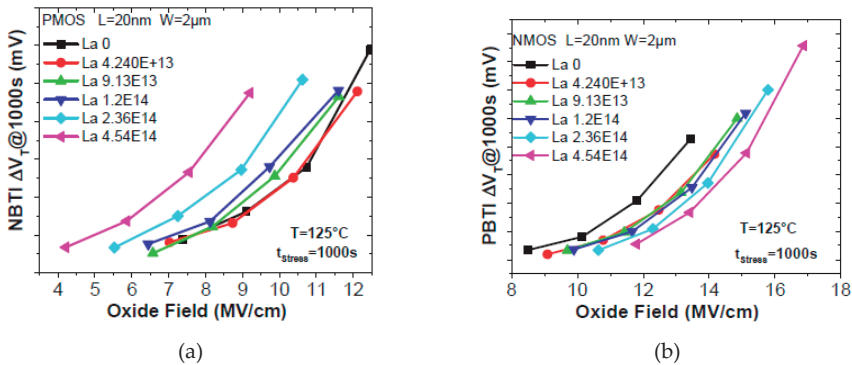 PMOS L=20nm W=2µm
La 0
La 4.240E+13
La 9.13E13
La 1.2E14
La 2.36E14
La 4.54E14
T=125°C
tStress=1000s
NBTI ΔVT@1000s (mV)
4 5 6 7 8 9 10 11 12
Oxide Field (MV/cm)
(a)
NMOS L=20nm W=2µm
La 0
La 4.240E+13
La 9.13E13
La 1.2E14
La 2.36E14
La 4.54E14
T=125°C
tStress=1000s
PBTI ΔVT@1000s (mV)
8 10 12 14 16 18
Oxide Field (MV/cm)
(b)